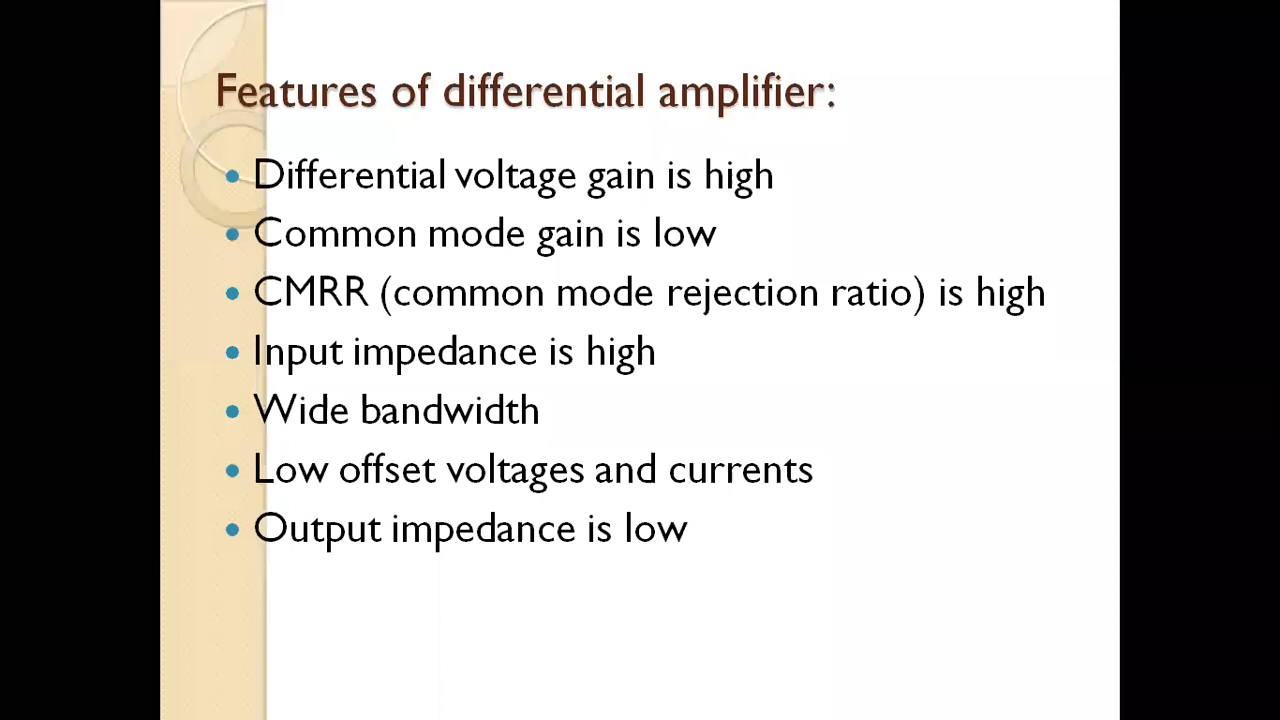 Features of differential amplifier:
• Differential voltage gain is high
• Common mode gain is low
• CMRR (common mode rejection ratio) is high
• Input impedance is high
• Wide bandwidth
• Low offset voltages and currents
• Output impedance is low